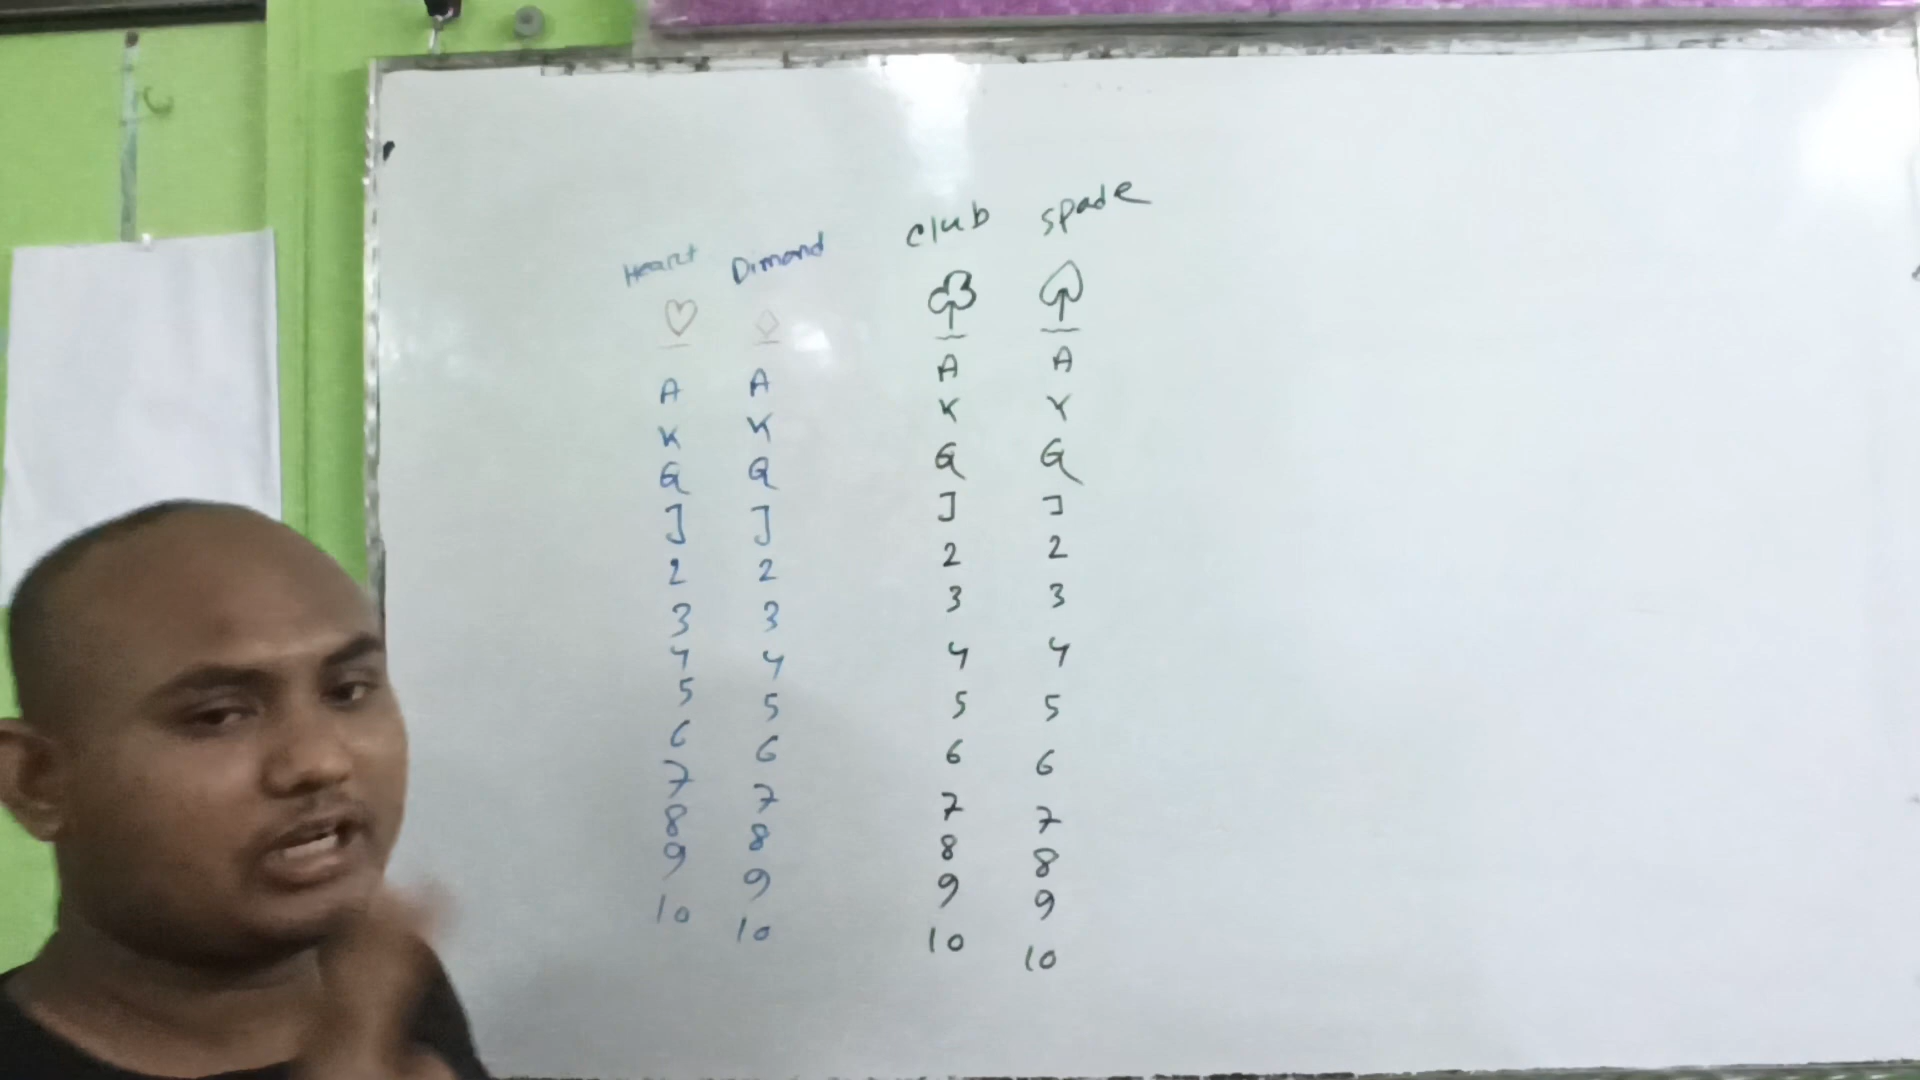 Heart Dimond club spade
A A A A
K K K K
Q Q Q Q
J J J J
2 2 2 2
3 3 3 3
4 4 4 4
5 5 5 5
6 6 6 6
7 7 7 7
8 8 8 8
9 9 9 9
10 10 10 10